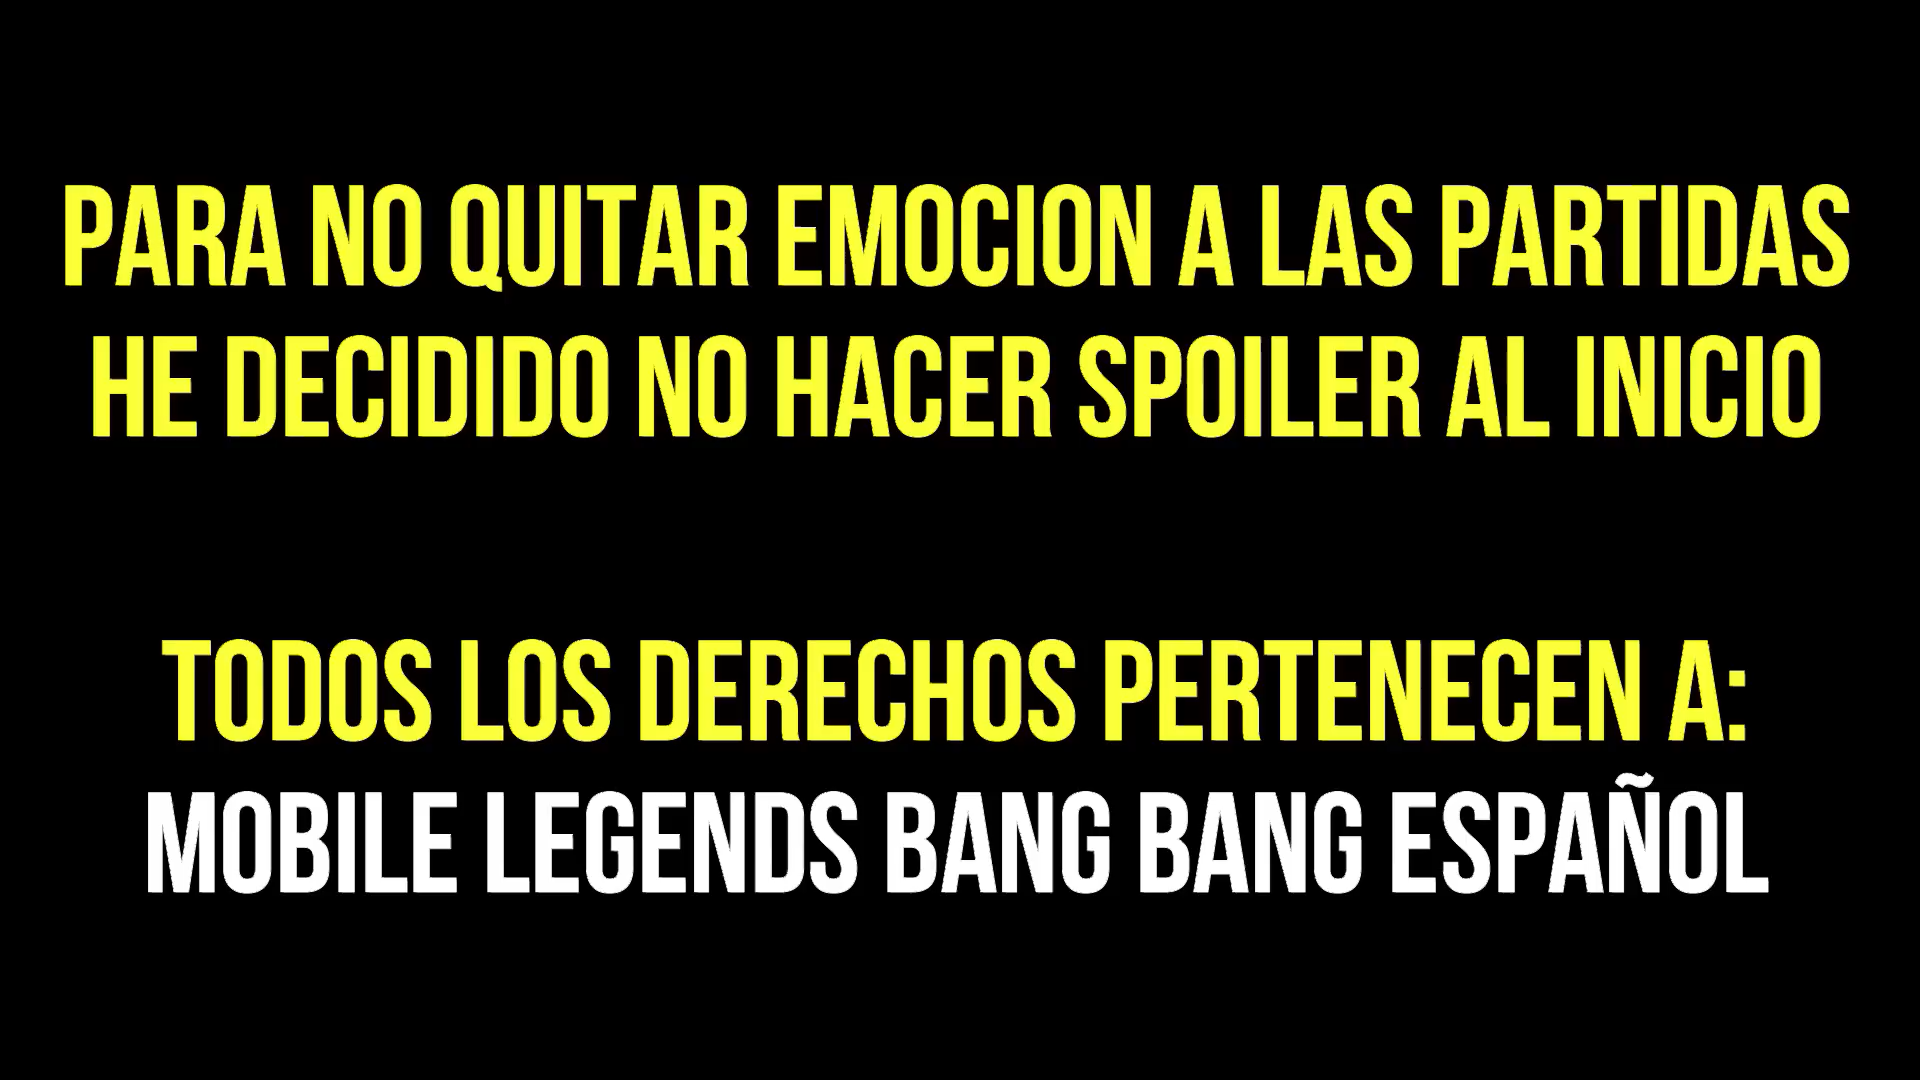 PARA NO QUITAR EMOCION A LAS PARTIDAS
HE DECIDIDO NO HACER SPOILER AL INICIO
TODOS LOS DERECHOS PERTENECEN A:
MOBILE LEGENDS BANG BANG ESPAÑOL